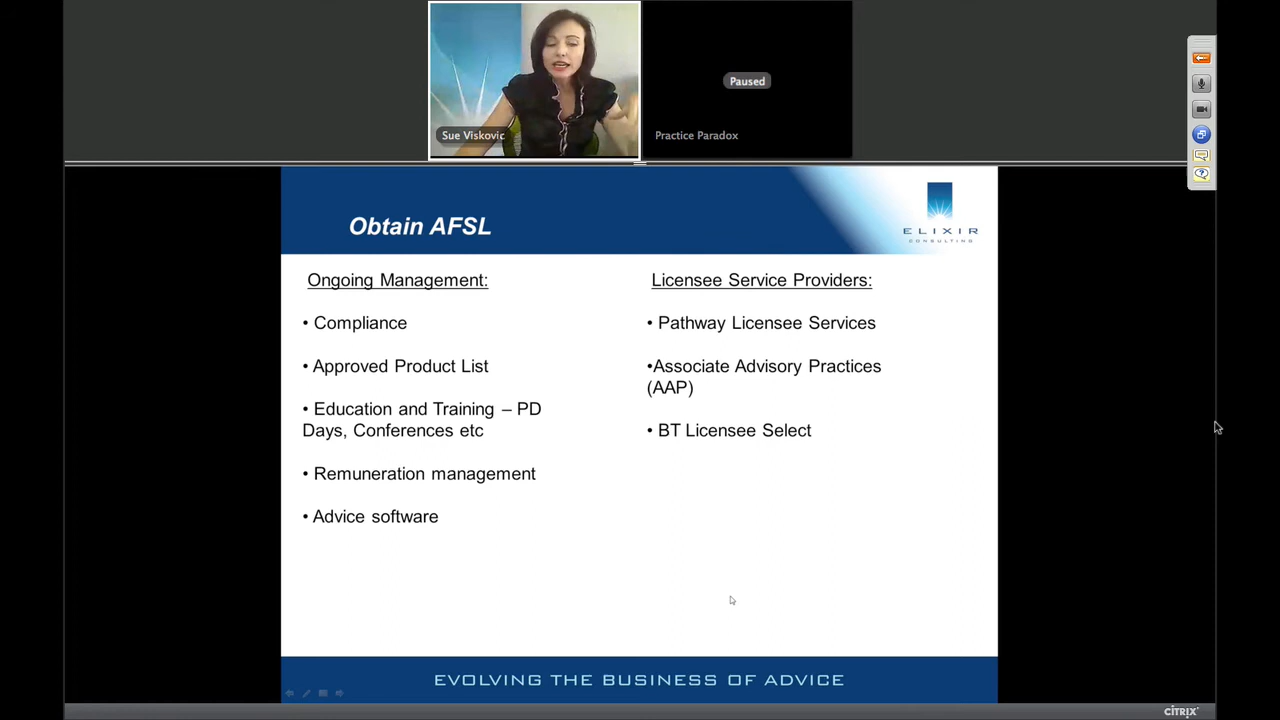 Sue Viskovic
Paused
Practice Paradox
Obtain AFSL
ELIXIR
CONSULTING
Ongoing Management:
• Compliance
• Approved Product List
• Education and Training – PD
Days, Conferences etc
• Remuneration management
• Advice software
Licensee Service Providers:
• Pathway Licensee Services
•Associate Advisory Practices
(AAP)
• BT Licensee Select
EVOLVING THE BUSINESS OF ADVICE
CITRIX